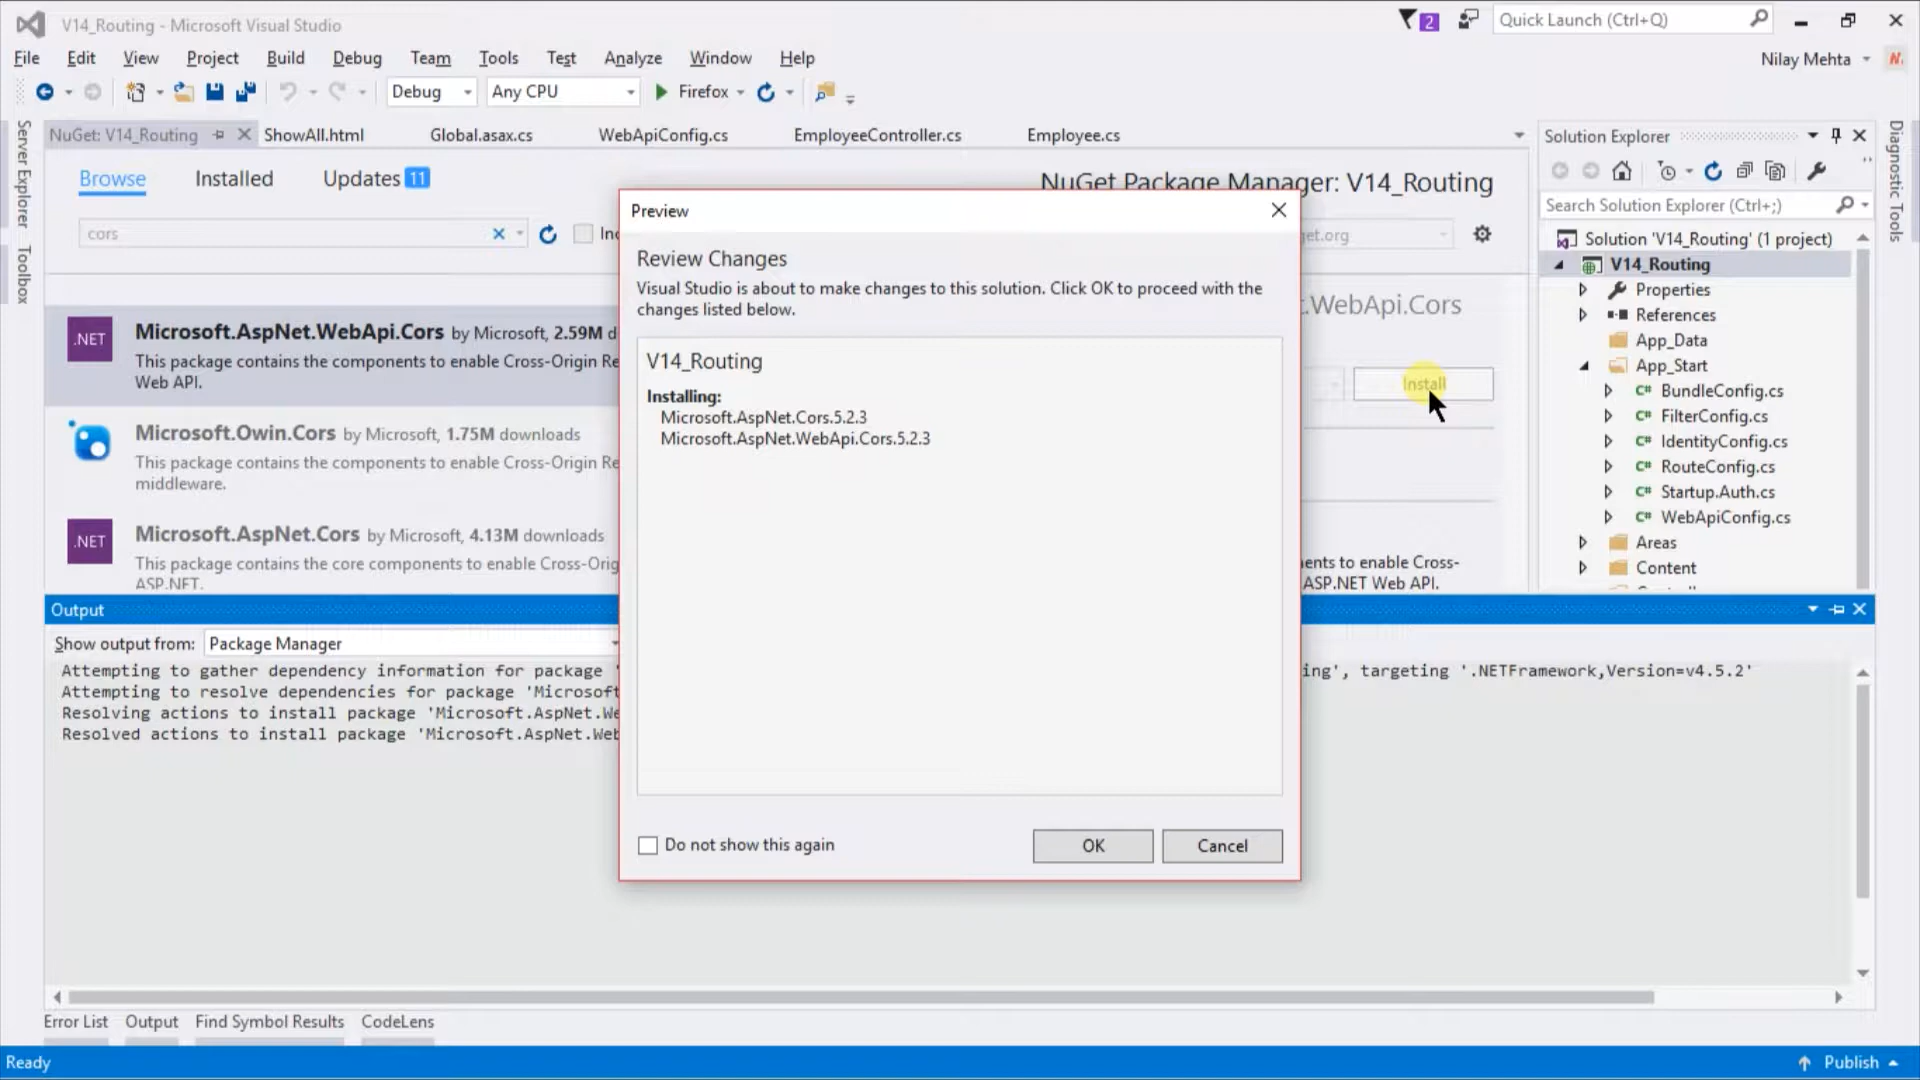 V14_Routing - Microsoft Visual Studio
2
Quick Launch (Ctrl+Q)
File Edit View Project Build Debug Team Tools Test Analyze Window Help
Nilay Mehta
Debug Any CPU Firefox
Server Explorer
Toolbox
NuGet: V14_Routing ShowAll.html Global.asax.cs WebApiConfig.cs EmployeeController.cs Employee.cs
Browse Installed Updates 11
NuGet Package Manager: V14_Routing
cors
Microsoft.AspNet.WebApi.Cors by Microsoft, 2.59M
This package contains the components to enable Cross-Origin
Web API.
Microsoft.Owin.Cors by Microsoft, 1.75M downloads
This package contains the components to enable Cross-Origin
middleware.
Microsoft.AspNet.Cors by Microsoft, 4.13M downloads
This package contains the core components to enable
ASP.NET.
.NET
.NET
.WebApi.Cors
Install
to enable Cross-
ASP.NET Web API.
Preview
Review Changes
Visual Studio is about to make changes to this solution. Click OK to proceed with the
changes listed below.
V14_Routing
Installing:
Microsoft.AspNet.Cors.5.2.3
Microsoft.AspNet.WebApi.Cors.5.2.3
Do not show this again
OK Cancel
Solution Explorer
Search Solution Explorer (Ctrl+;)
Solution 'V14_Routing' (1 project)
V14_Routing
Properties
References
App_Data
App_Start
C# BundleConfig.cs
C# FilterConfig.cs
C# IdentityConfig.cs
C# RouteConfig.cs
C# Startup.Auth.cs
C# WebApiConfig.cs
Areas
Content
Diagnostic Tools
Output
Show output from: Package Manager
Attempting to gather dependency information for package ', targeting '.NETFramework,Version=v4.5.2'
Attempting to resolve dependencies for package 'Microsoft
Resolving actions to install package 'Microsoft.AspNet.We
Resolved actions to install package 'Microsoft.AspNet.Web
Error List Output Find Symbol Results CodeLens
Ready
Publish